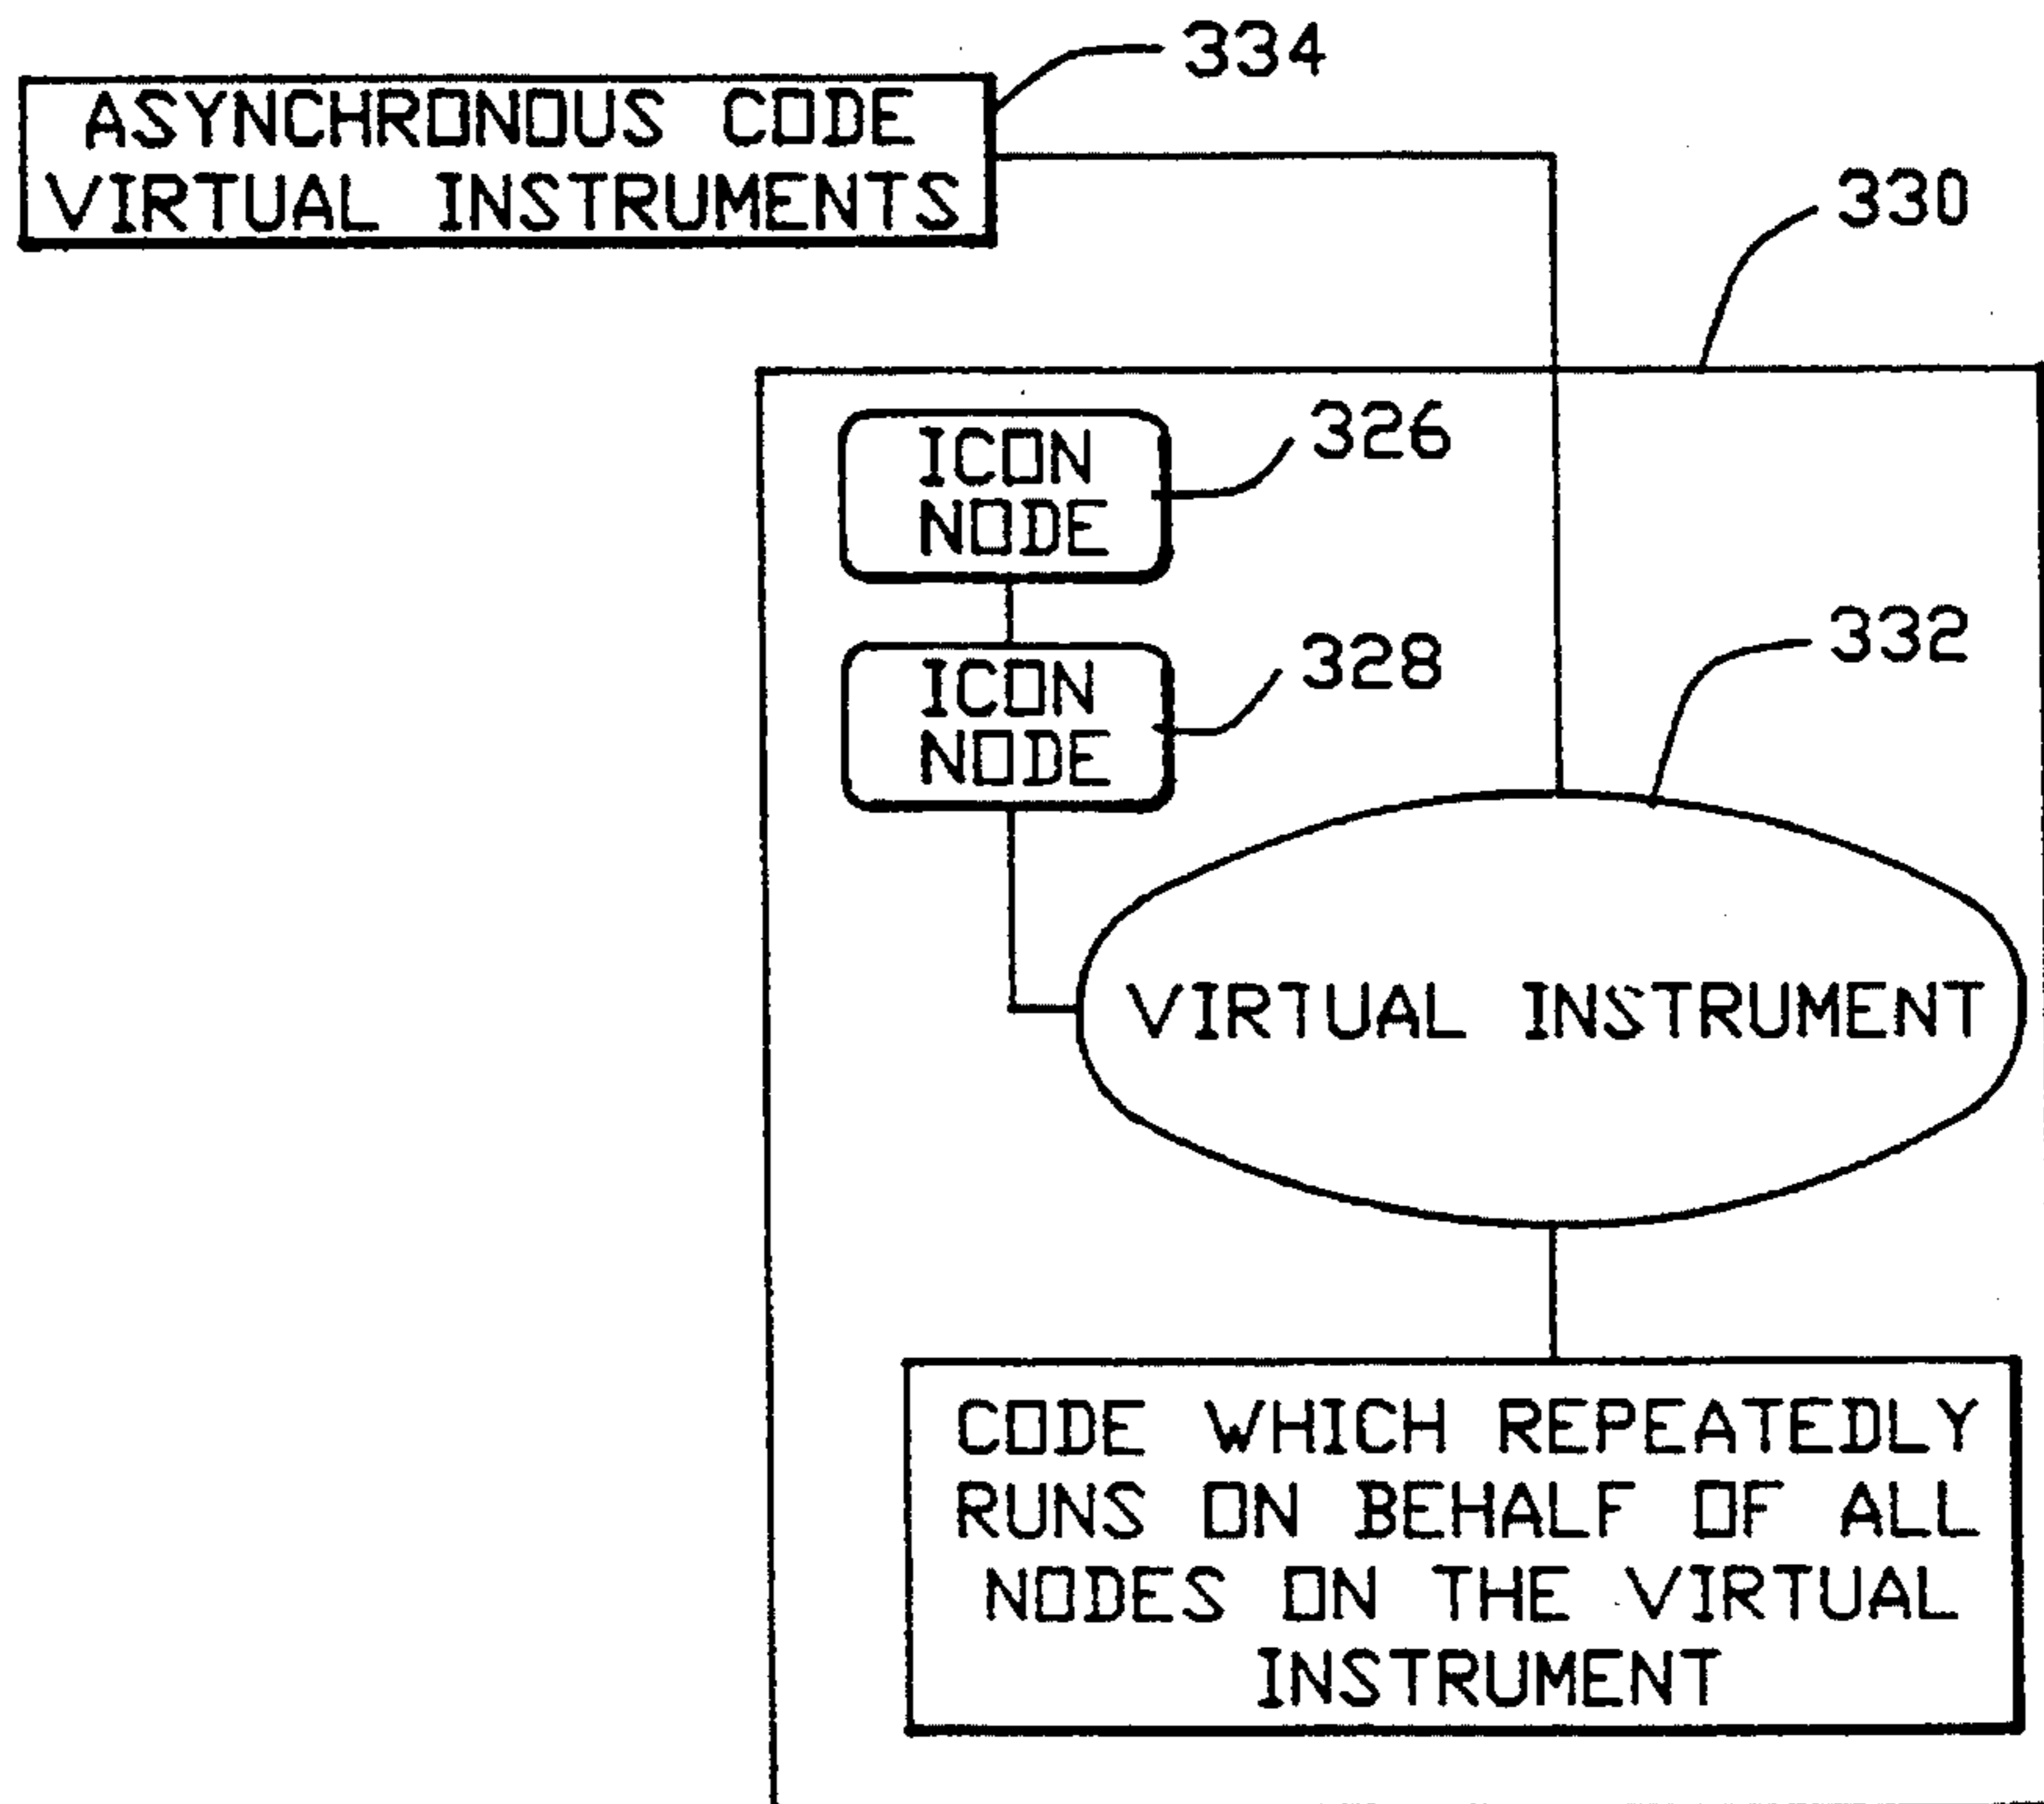 334
ASYNCHRONOUS CODE
VIRTUAL INSTRUMENTS
330
ICON
NODE
326
ICON
NODE
328
332
VIRTUAL INSTRUMENT
CODE WHICH REPEATEDLY
RUNS ON BEHALF OF ALL
NODES ON THE VIRTUAL
INSTRUMENT